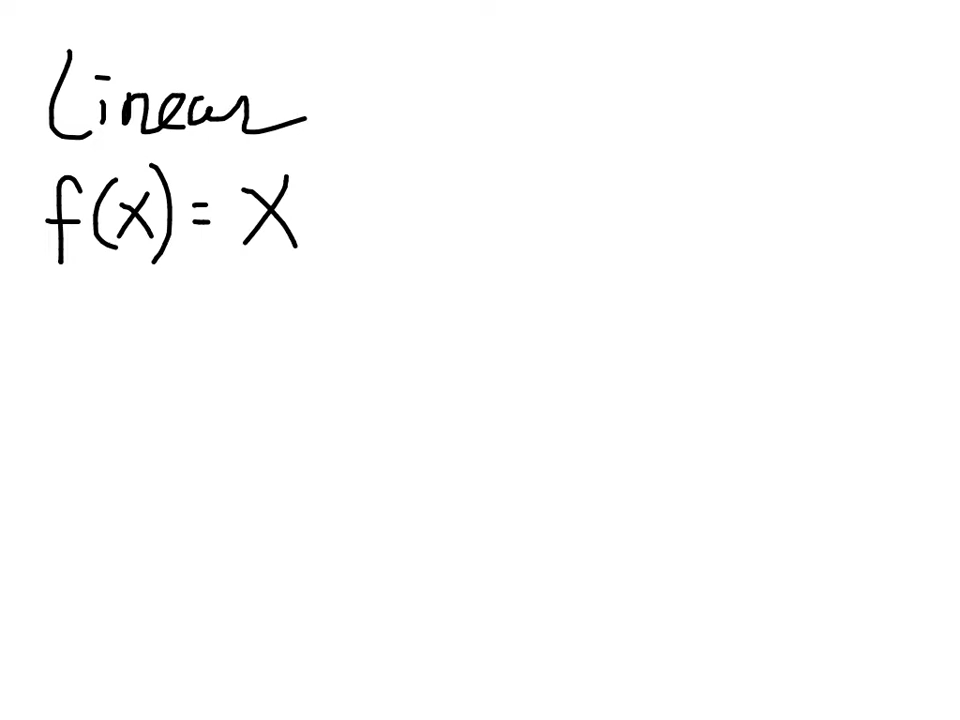 Linear
f(x) = x